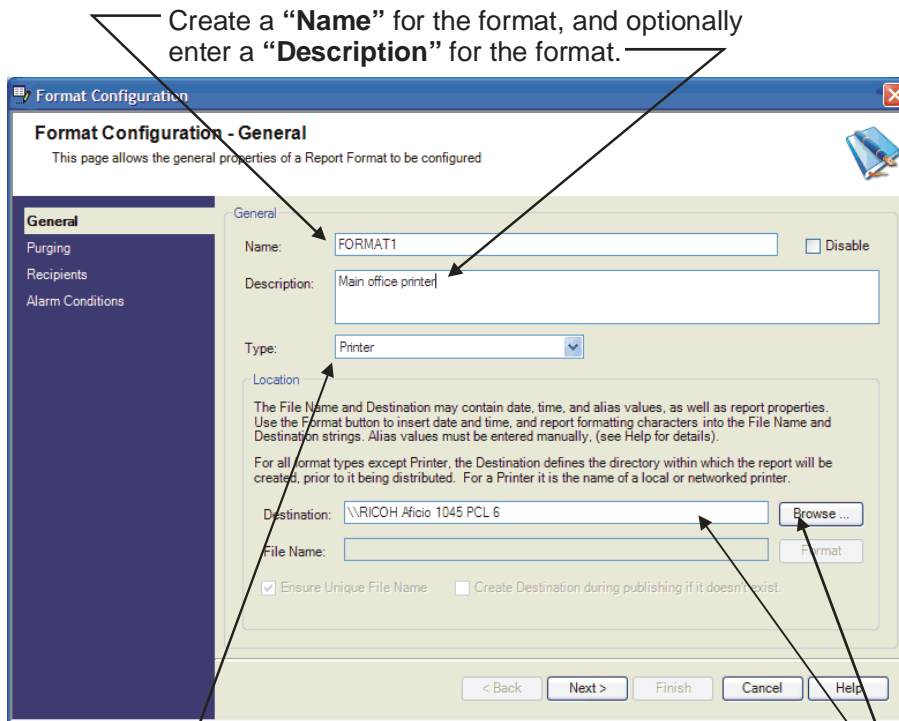 Create a “Name” for the format, and optionally
enter a “Description” for the format.
Format Configuration
Format Configuration - General
This page allows the general properties of a Report Format to be configured
General
Purging
Recipients
Alarm Conditions
General
Name: FORMAT1 Disable
Description: Main office printer
Type: Printer
Location
The File Name and Destination may contain date, time, and alias values, as well as report properties.
Use the Format button to insert date and time, and report formatting characters into the File Name and
Destination strings. Alias values must be entered manually, (see Help for details).
For all format types except Printer, the Destination defines the directory within which the report will be
created, prior to it being distributed. For a Printer it is the name of a local or networked printer.
Destination: \\RICOH Aficio 1045 PCL 6 Browse ...
File Name: Format
Ensure Unique File Name Create Destination during publishing if it doesn't exist.
< Back Next > Finish Cancel Help